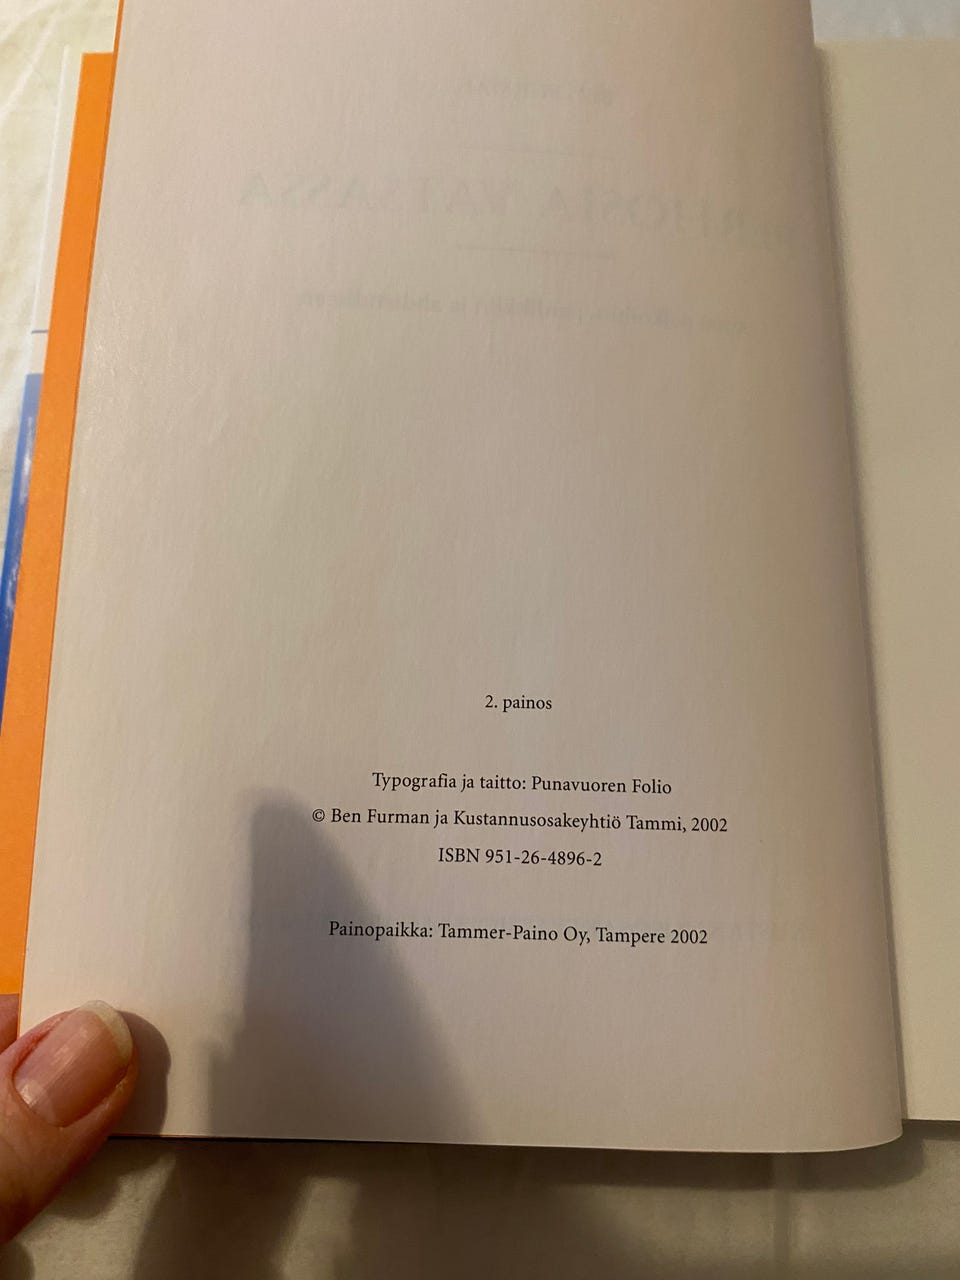 2. painos
Typografia ja taitto: Punavuoren Folio
© Ben Furman ja Kustannusosakeyhtiö Tammi, 2002
ISBN 951-26-4896-2
Painopaikka: Tammer-Paino Oy, Tampere 2002